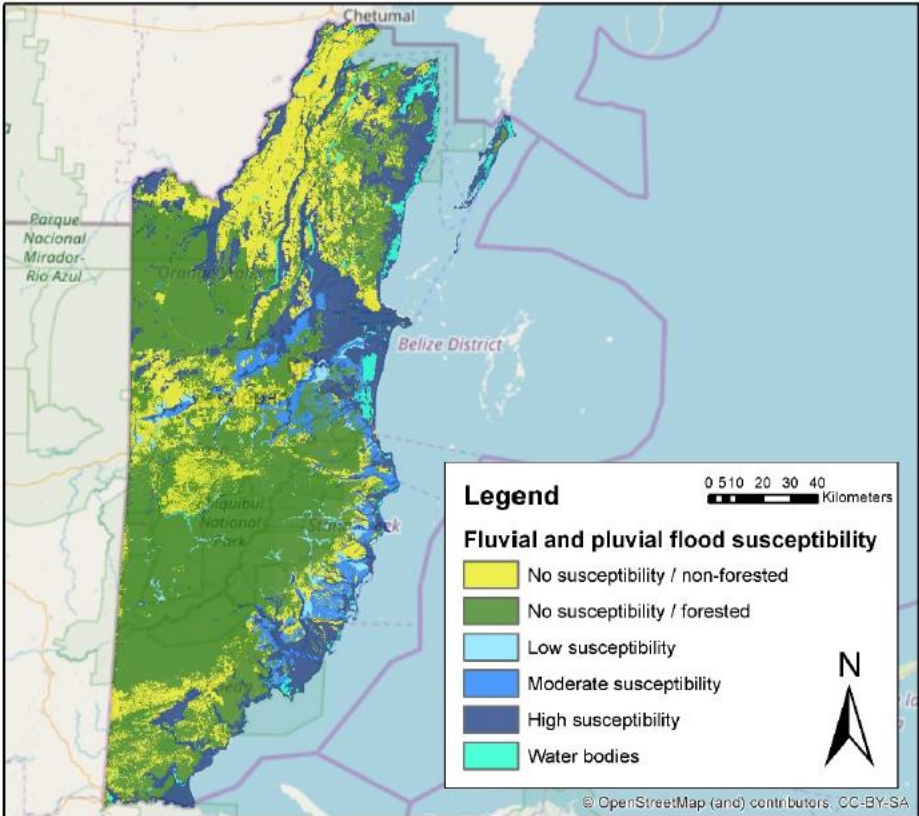 Chetumal
Parque
Nacional
Mirador-
Rio Azul
Belize District
National
Legend
0 5 10 20 30 40
Kilometers
Fluvial and pluvial flood susceptibility
No susceptibility / non-forested
No susceptibility / forested
Low susceptibility
Moderate susceptibility
High susceptibility
Water bodies
N
© OpenStreetMap (and) contributors, CC-BY-SA